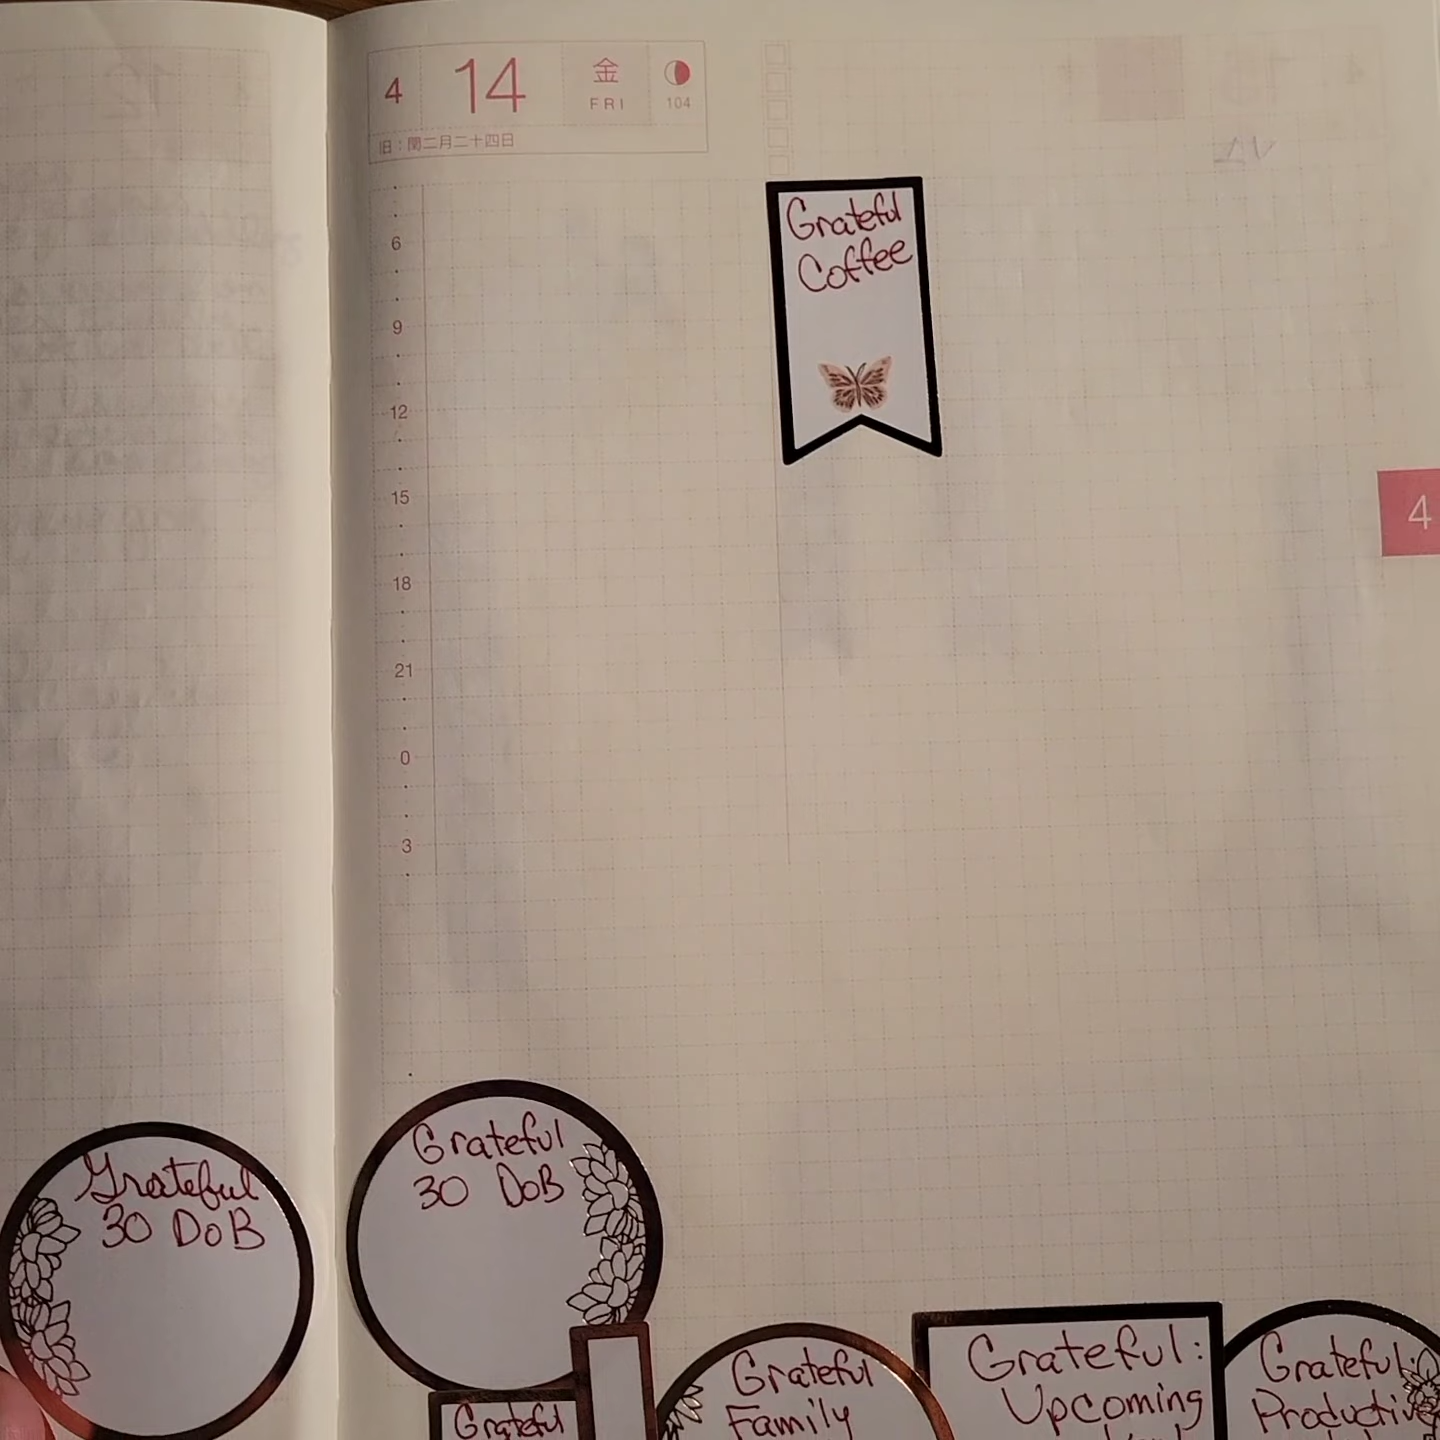 4 14 金 FRI 104
旧:閏二月二十四日
Grateful
Coffee
6
9
12
15
18
21
0
3
4
Grateful
30 DoB
Grateful
30 DoB
Grateful
Grateful
Family
Grateful:
Upcoming
Grateful: